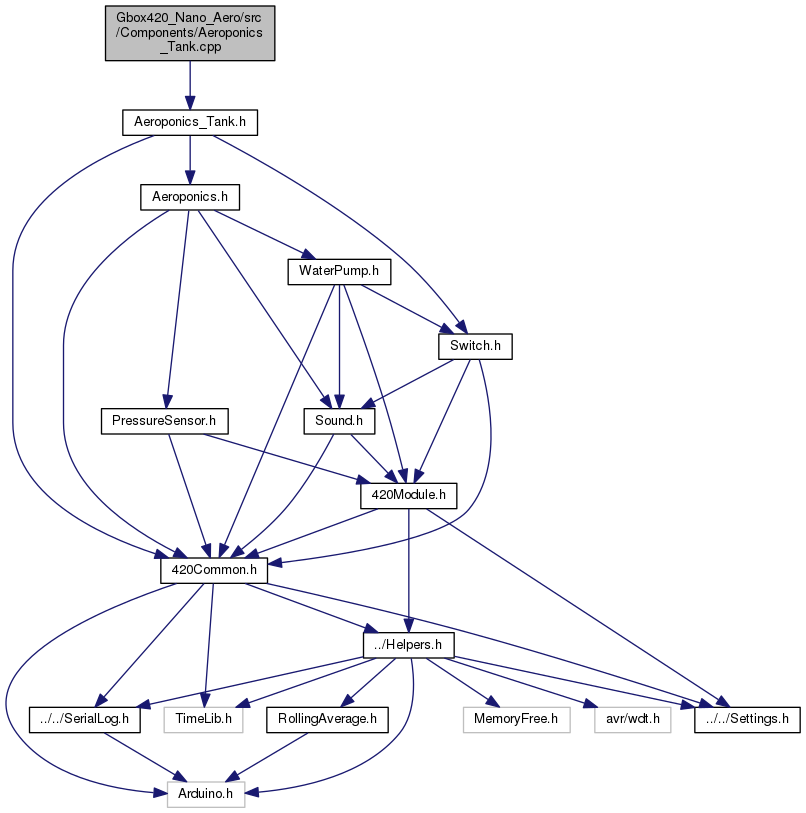 Gbox420_Nano_Aero/src
/Components/Aeroponics
_Tank.cpp
Aeroponics_Tank.h
Aeroponics.h
WaterPump.h
Switch.h
PressureSensor.h
Sound.h
420Module.h
420Common.h
../Helpers.h
../../SerialLog.h
TimeLib.h
RollingAverage.h
MemoryFree.h
avr/wdt.h
../../Settings.h
Arduino.h